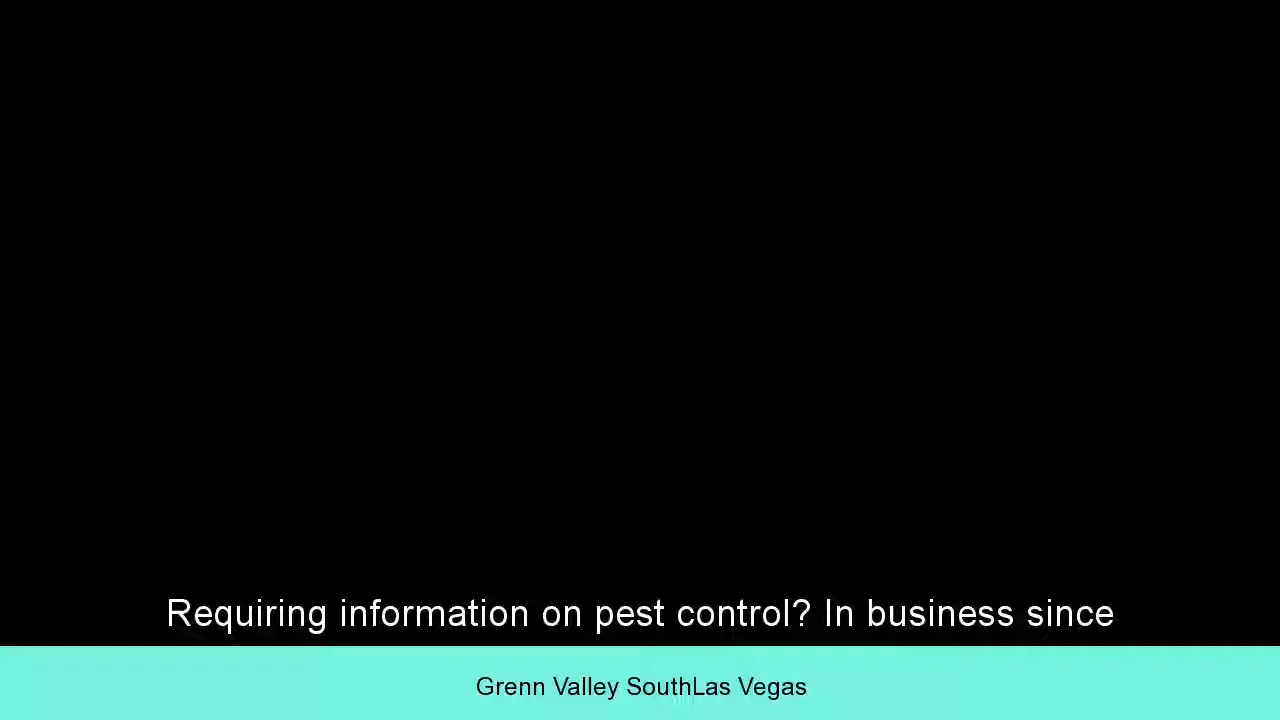 Requiring information on pest control? In business since
Grenn Valley SouthLas Vegas